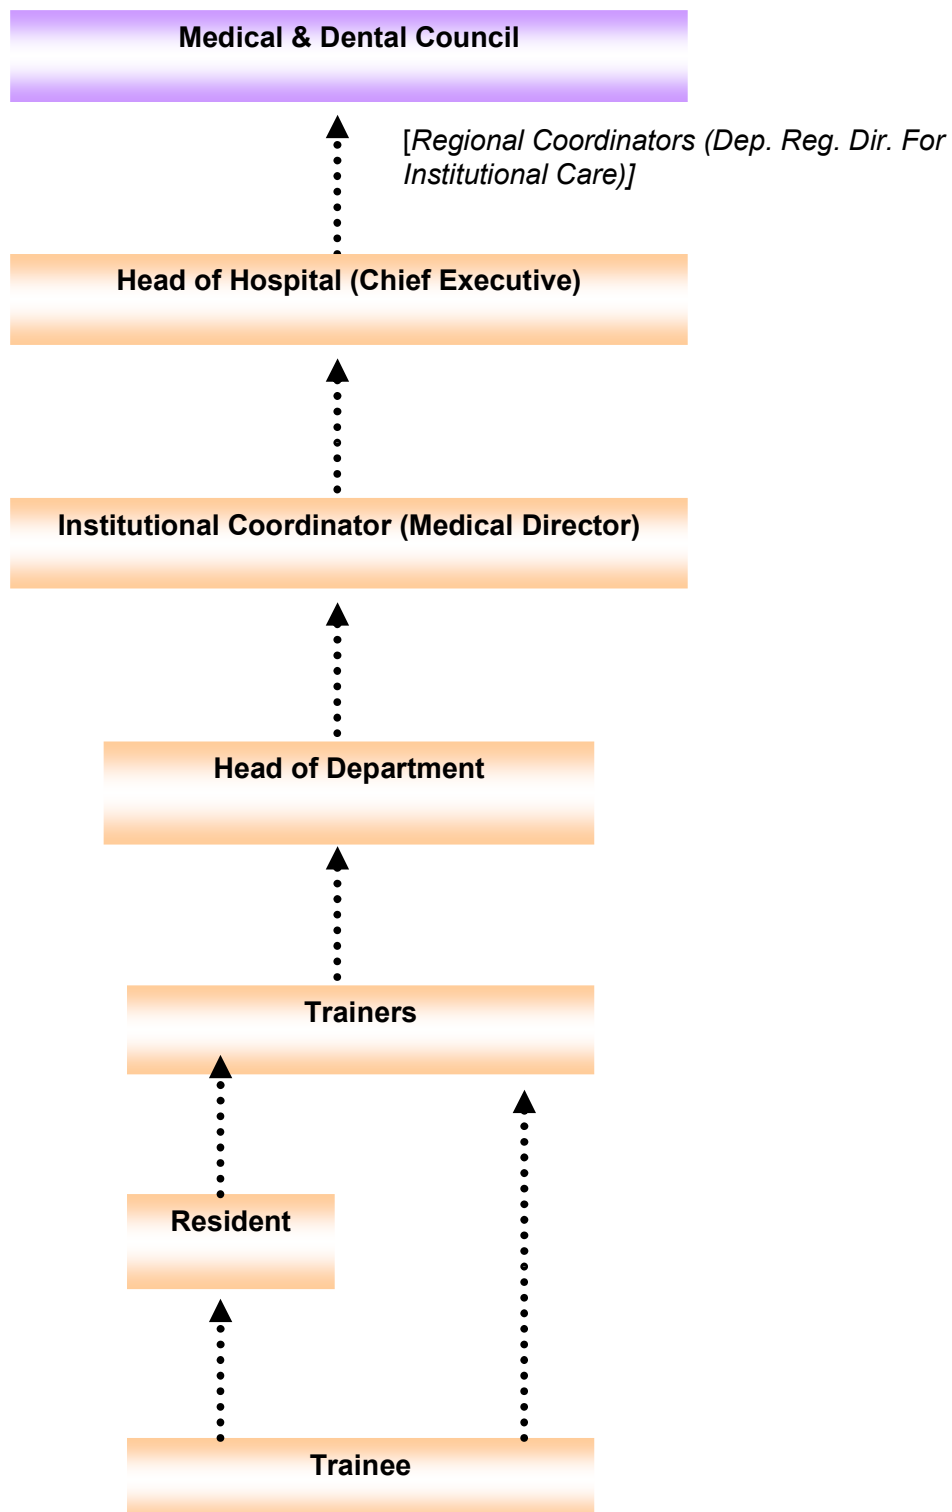 Medical & Dental Council
[Regional Coordinators (Dep. Reg. Dir. For
Institutional Care)]
Head of Hospital (Chief Executive)
Institutional Coordinator (Medical Director)
Head of Department
Trainers
Resident
Trainee